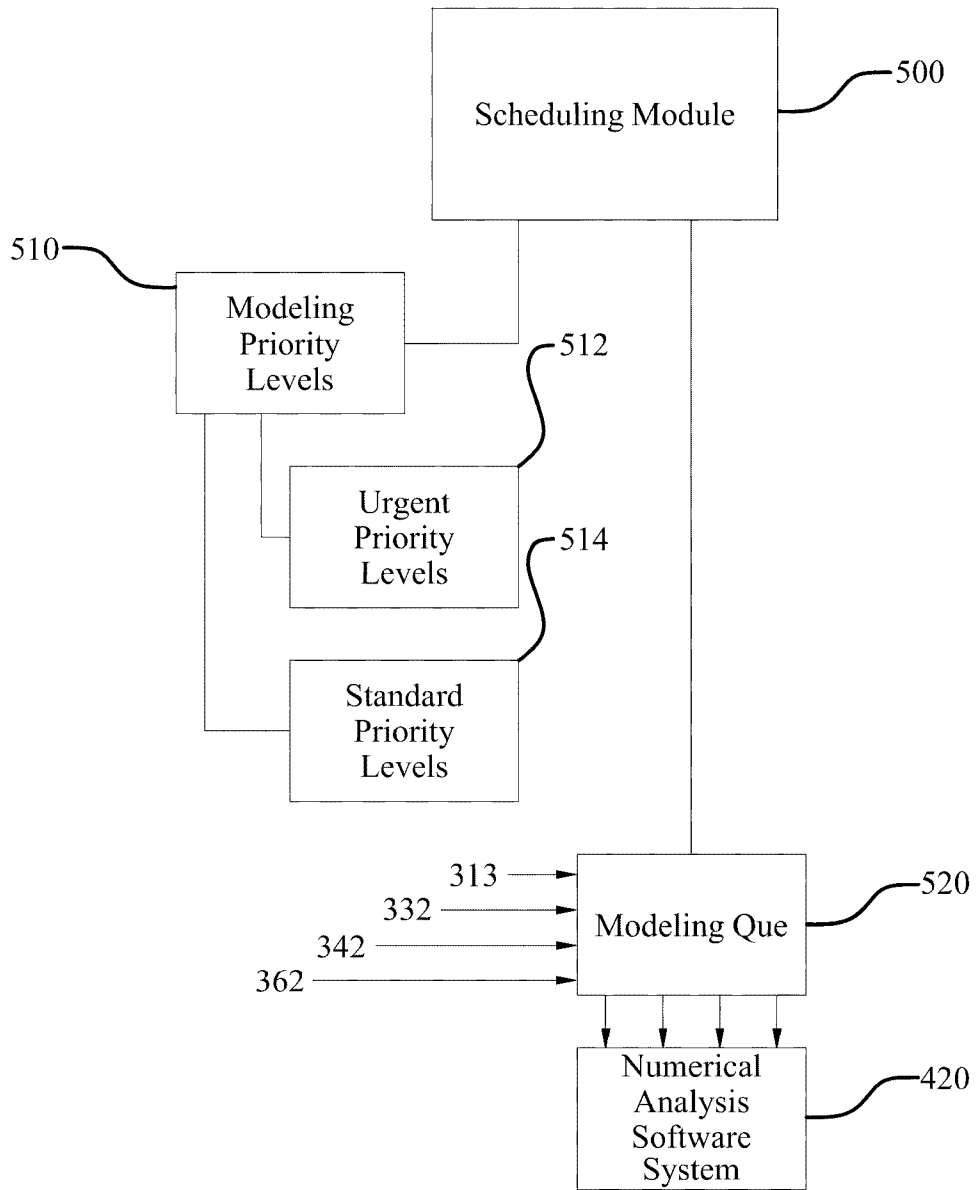 Scheduling Module
500
510
Modeling
Priority
Levels
512
Urgent
Priority
Levels
514
Standard
Priority
Levels
313
332
342
362
Modeling Que
520
Numerical
Analysis
Software
System
420